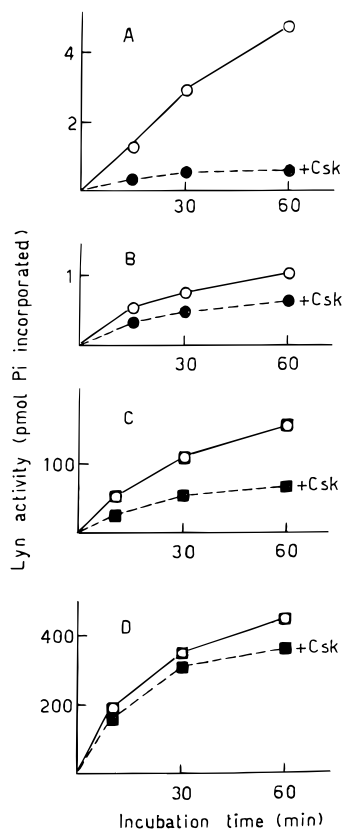 A
4
2
+Csk
30
60
B
1
+Csk
30
60
C
100
+Csk
30
60
D
400
200
+Csk
30
60
Lyn activity (pmol Pi incorporated)
Incubation time (min)